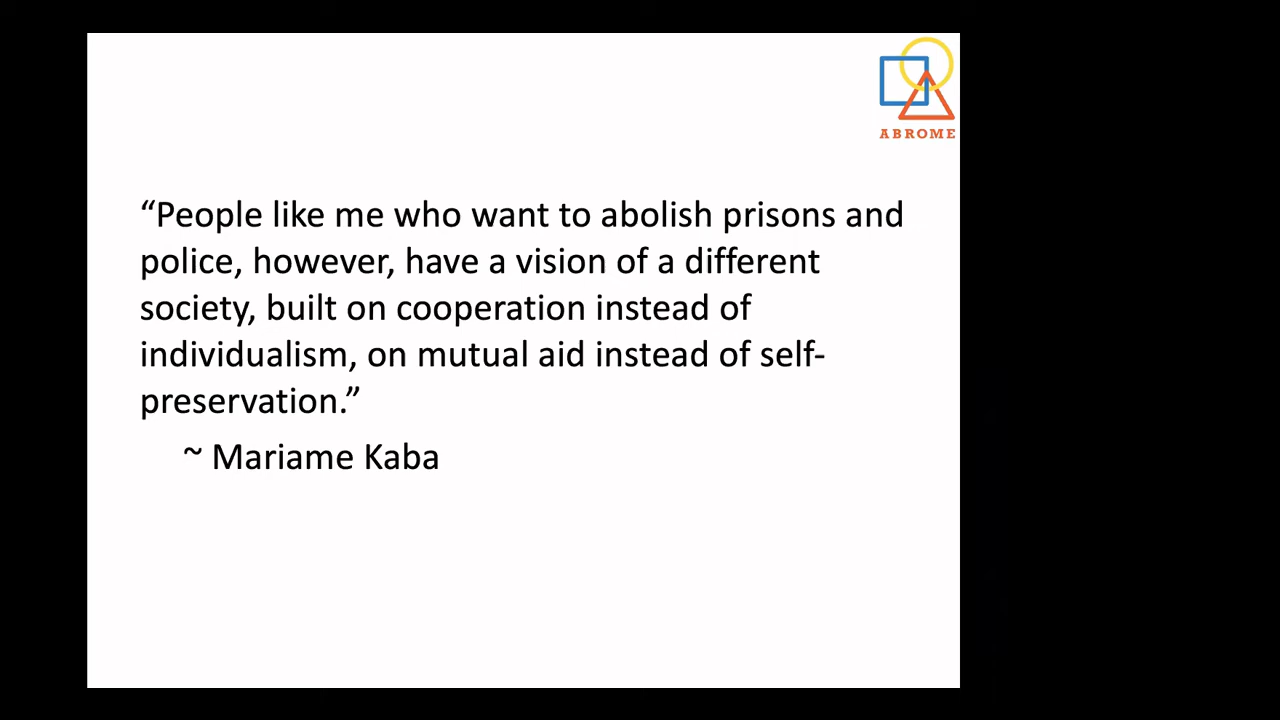 ABROME
“People like me who want to abolish prisons and
police, however, have a vision of a different
society, built on cooperation instead of
individualism, on mutual aid instead of self-
preservation.”
~ Mariame Kaba